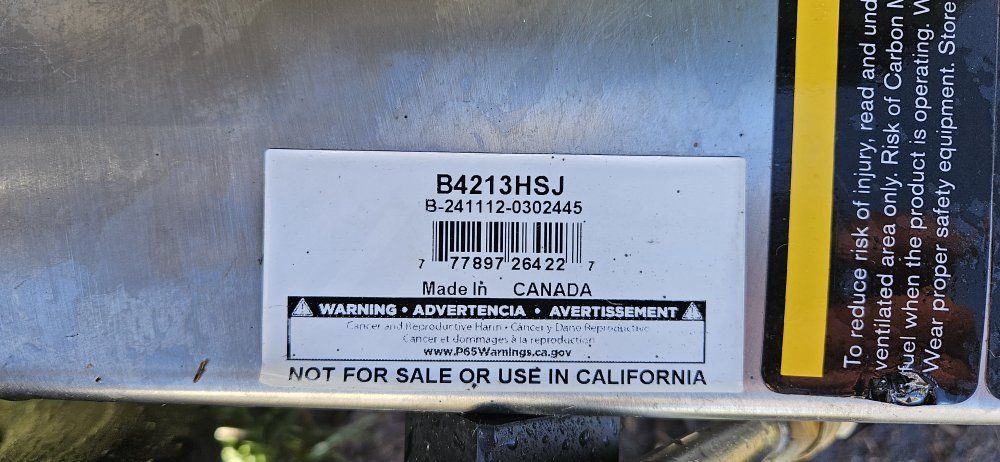 B4213HSJ
B-241112-0302445
7 77897 26422 7
Made In CANADA
WARNING • ADVERTENCIA • AVERTISSEMENT
Cancer and Reproductive Harm • Cáncer y Daño Reproductivo
Cancer et dommages à la reproduction
www.P65Warnings.ca.gov
NOT FOR SALE OR USE IN CALIFORNIA
To reduce risk of injury, read and
ventilated area only. Risk of Carbon
fuel when the product is operating.
Wear proper safety equipment. Store